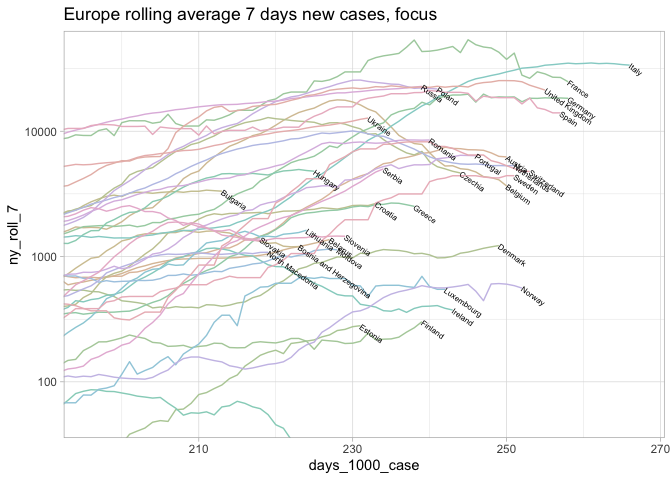 Europe rolling average 7 days new cases, focus
ny_roll_7
10000
1000
100
Italy
France
Russia
Poland
Germany
United Kingdom
Spain
Ukraine
Romania
Portugal
Austria
Switzerland
Hungary
Serbia
Czechia
Sweden
Belgium
Bulgaria
Croatia
Greece
Slovakia
Lithuania
Slovenia
Moldova
North Macedonia
Bosnia and Herzegovina
Denmark
Luxembourg
Norway
Ireland
Estonia
Finland
210
230
250
270
days_1000_case